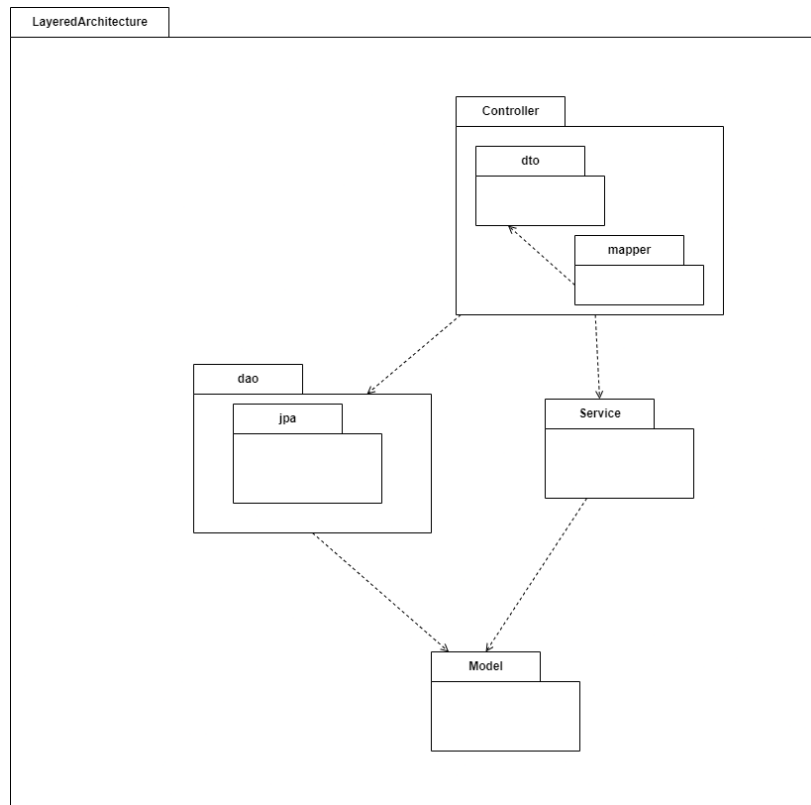 LayeredArchitecture
Controller
dto
mapper
dao
jpa
Service
Model